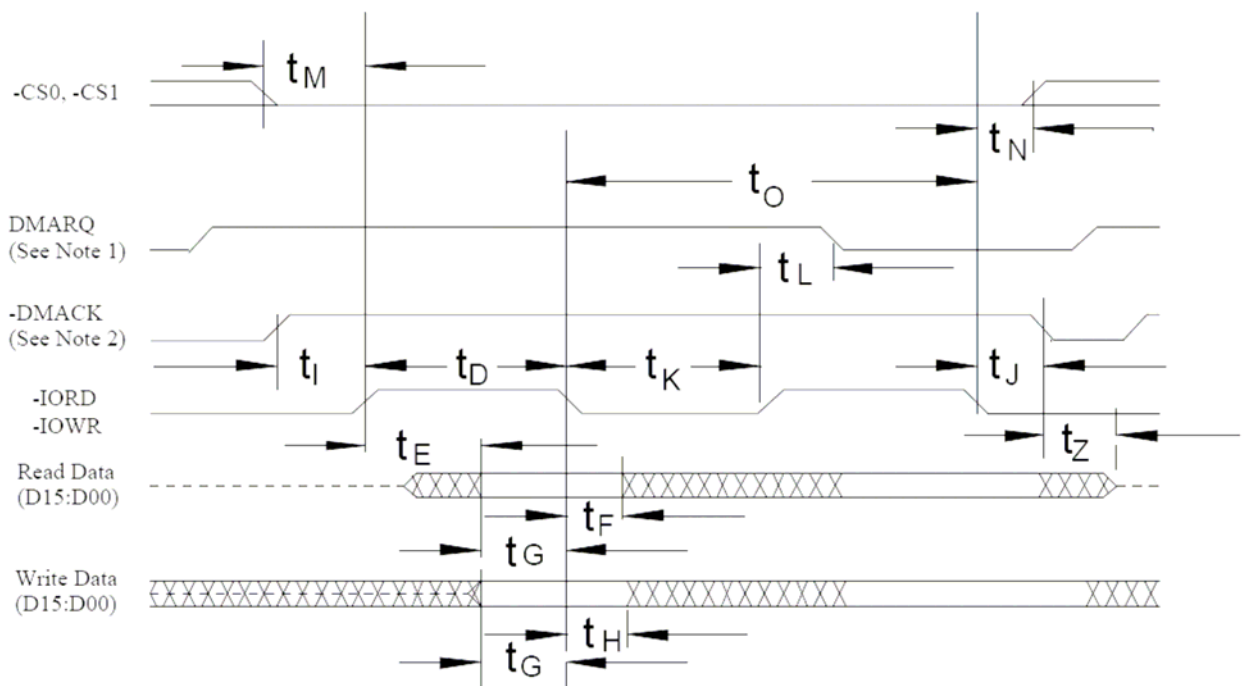 tM
-CS0, -CS1
tN
tO
DMARQ
(See Note 1)
tL
-DMACK
(See Note 2)
tI
tD
tK
tJ
-IORD
-IOWR
tE
tZ
Read Data
(D15:D00)
tF
tG
Write Data
(D15:D00)
tH
tG